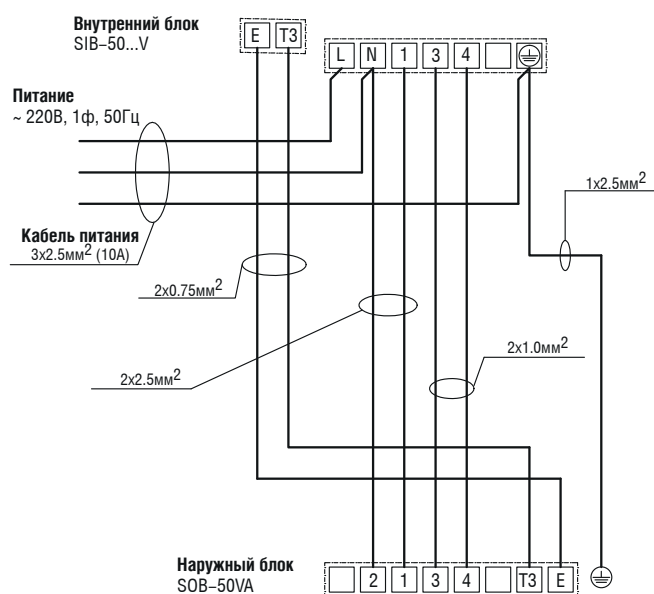 Внутренний блок
SIB–50...V
E T3
L N 1 3 4
Питание
~ 220В, 1ф, 50Гц
1x2.5мм2
Кабель питания
3x2.5мм2 (10А)
2x0.75мм2
2x1.0мм2
2x2.5мм2
Наружный блок
SOB–50VA
2 1 3 4 T3 E